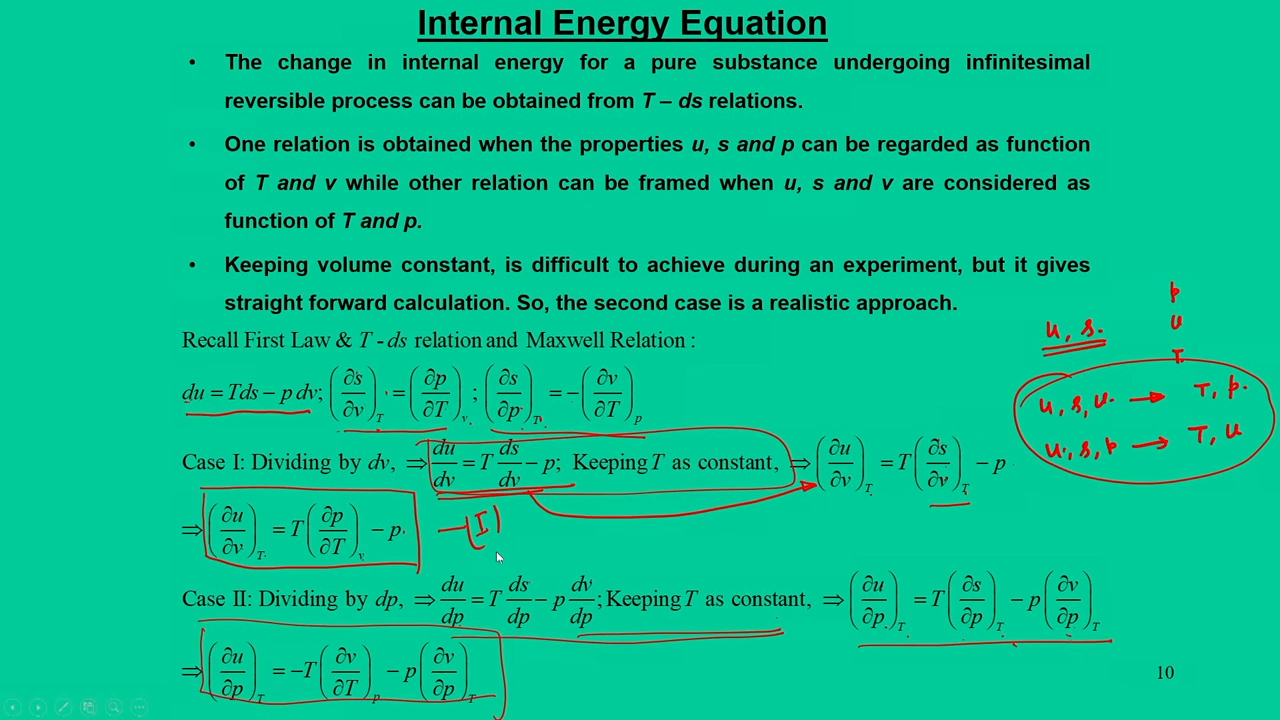 Internal Energy Equation
• The change in internal energy for a pure substance undergoing infinitesimal
reversible process can be obtained from T – ds relations.
• One relation is obtained when the properties u, s and p can be regarded as function
of T and v while other relation can be framed when u, s and v are considered as
function of T and p.
• Keeping volume constant, is difficult to achieve during an experiment, but it gives
straight forward calculation. So, the second case is a realistic approach.
p
v
T
u, s.
Recall First Law & T - ds relation and Maxwell Relation :
du = Tds − p dv; (∂s/∂v)_T = (∂p/∂T)_v ; (∂s/∂p)_T = −(∂v/∂T)_p
u, s, v → T, p.
u, s, p → T, v
Case I: Dividing by dv, ⇒ du/dv = T ds/dv − p; Keeping T as constant, ⇒ (∂u/∂v)_T = T(∂s/∂v)_T − p
⇒ (∂u/∂v)_T = T(∂p/∂T)_v − p —(I)
Case II: Dividing by dp, ⇒ du/dp = T ds/dp − p dv/dp; Keeping T as constant, ⇒ (∂u/∂p)_T = T(∂s/∂p)_T − p(∂v/∂p)_T
⇒ (∂u/∂p)_T = −T(∂v/∂T)_p − p(∂v/∂p)_T
10